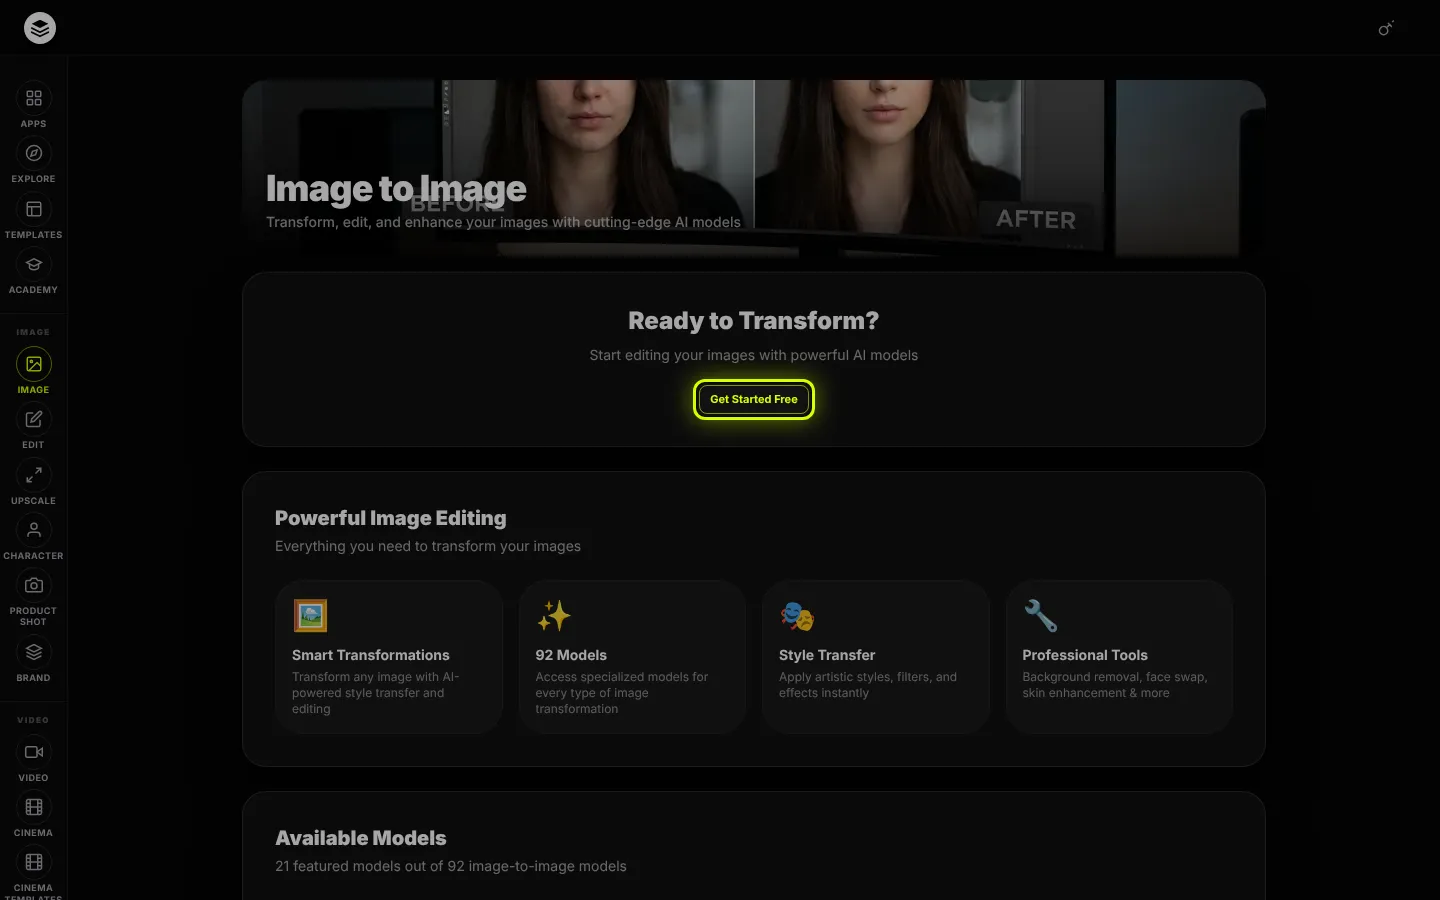 APPS
EXPLORE
TEMPLATES
ACADEMY
IMAGE
IMAGE
EDIT
UPSCALE
CHARACTER
PRODUCT
SHOT
BRAND
VIDEO
VIDEO
CINEMA
CINEMA
TEMPLATES
Image to Image
BEFORE
Transform, edit, and enhance your images with cutting-edge AI models
AFTER
Ready to Transform?
Start editing your images with powerful AI models
Get Started Free
Powerful Image Editing
Everything you need to transform your images
Smart Transformations
Transform any image with AI-
powered style transfer and
editing
92 Models
Access specialized models for
every type of image
transformation
Style Transfer
Apply artistic styles, filters, and
effects instantly
Professional Tools
Background removal, face swap,
skin enhancement & more
Available Models
21 featured models out of 92 image-to-image models